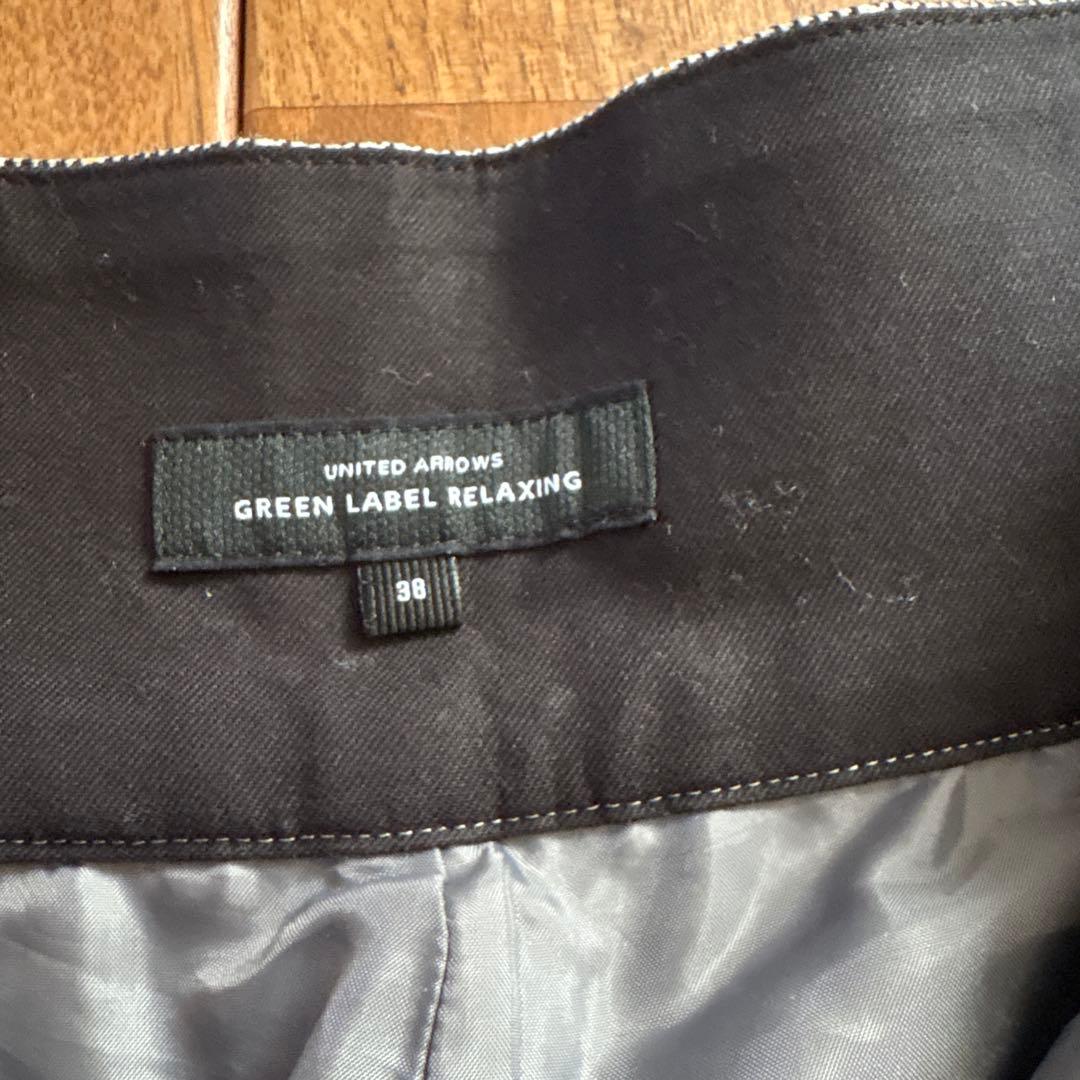 UNITED ARROWS
GREEN LABEL RELAXING
38